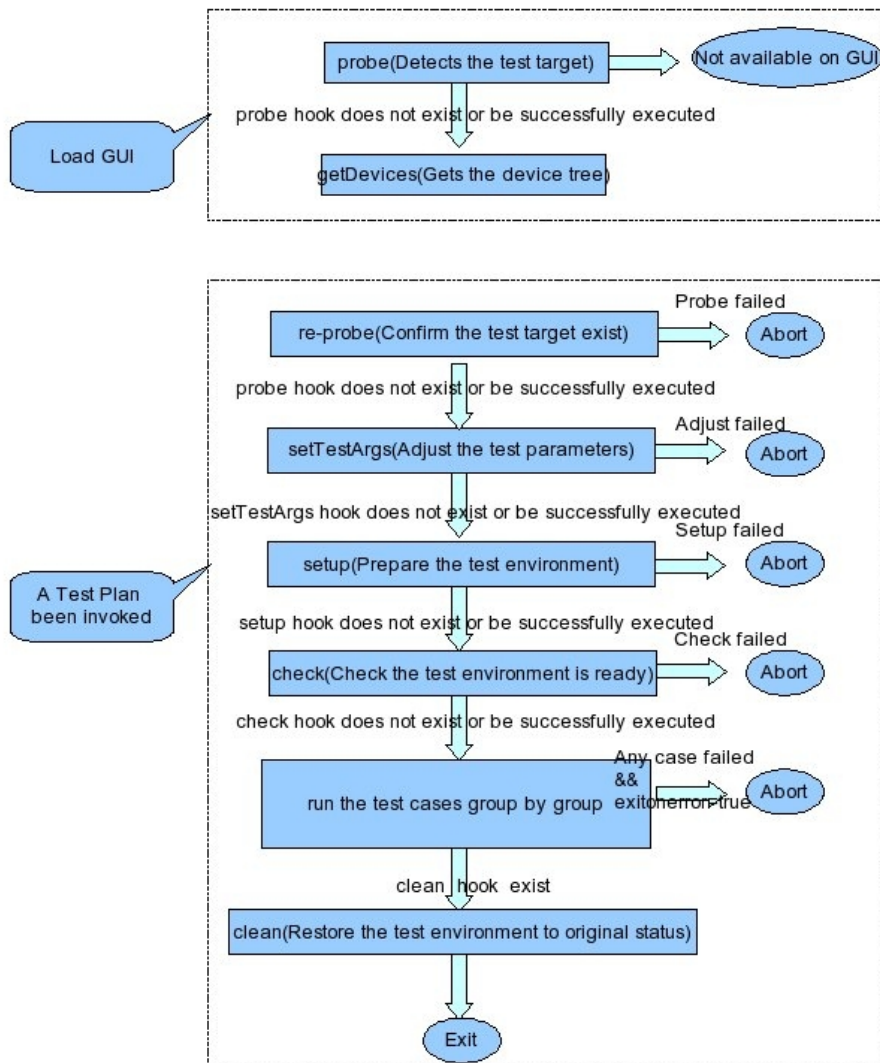 probe(Detects the test target)
Not available on GUI
probe hook does not exist or be successfully executed
Load GUI
getDevices(Gets the device tree)
Probe failed
re-probe(Confirm the test target exist)
Abort
probe hook does not exist or be successfully executed
Adjust failed
setTestArgs(Adjust the test parameters)
Abort
setTestArgs hook does not exist or be successfully executed
Setup failed
setup(Prepare the test environment)
Abort
A Test Plan
been invoked
setup hook does not exist or be successfully executed
Check failed
check(Check the test environment is ready)
Abort
check hook does not exist or be successfully executed
Any case failed
&&
exitonerror=true
run the test cases group by group
Abort
clean hook exist
clean(Restore the test environment to original status)
Exit